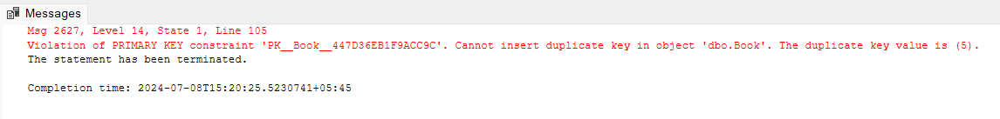 Messages
Msg 2627, Level 14, State 1, Line 105
Violation of PRIMARY KEY constraint 'PK__Book__447D36EB1F9ACC9C'. Cannot insert duplicate key in object 'dbo.Book'. The duplicate key value is (5).
The statement has been terminated.
Completion time: 2024-07-08T15:20:25.5230741+05:45